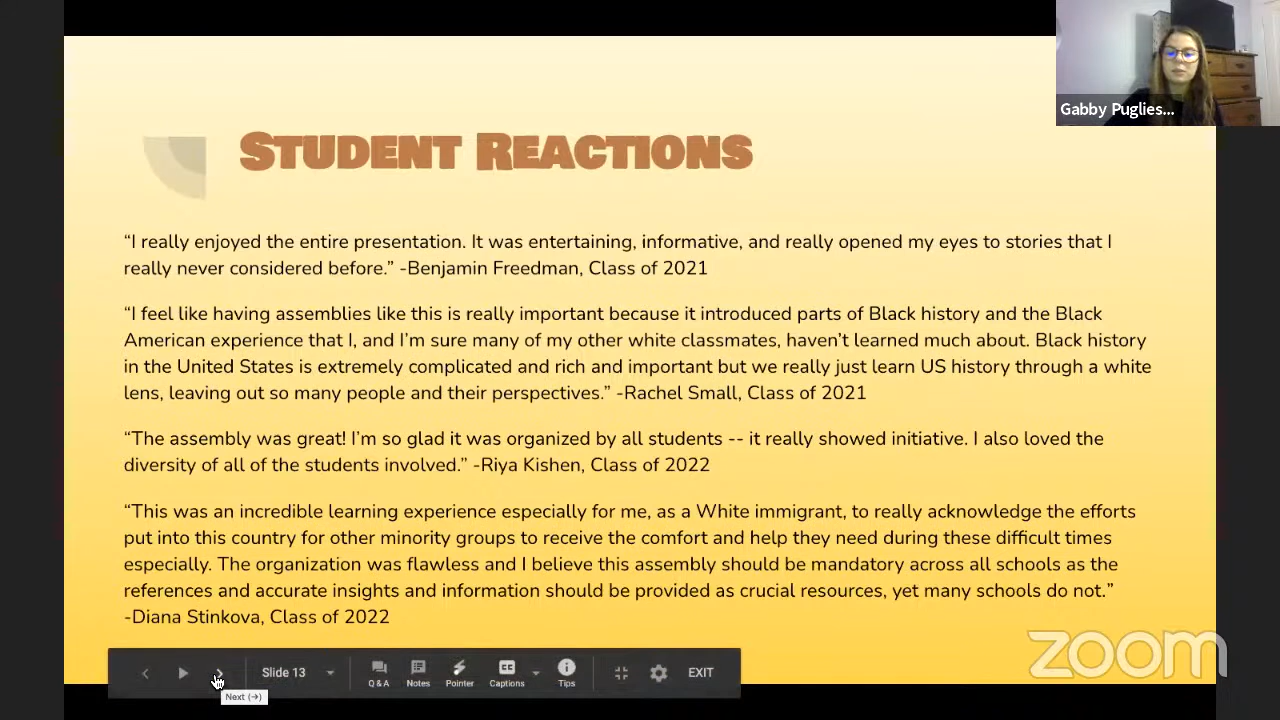 Gabby Puglies...
STUDENT REACTIONS
“I really enjoyed the entire presentation. It was entertaining, informative, and really opened my eyes to stories that I
really never considered before.” -Benjamin Freedman, Class of 2021
“I feel like having assemblies like this is really important because it introduced parts of Black history and the Black
American experience that I, and I’m sure many of my other white classmates, haven’t learned much about. Black history
in the United States is extremely complicated and rich and important but we really just learn US history through a white
lens, leaving out so many people and their perspectives.” -Rachel Small, Class of 2021
“The assembly was great! I’m so glad it was organized by all students -- it really showed initiative. I also loved the
diversity of all of the students involved.” -Riya Kishen, Class of 2022
“This was an incredible learning experience especially for me, as a White immigrant, to really acknowledge the efforts
put into this country for other minority groups to receive the comfort and help they need during these difficult times
especially. The organization was flawless and I believe this assembly should be mandatory across all schools as the
references and accurate insights and information should be provided as crucial resources, yet many schools do not.”
-Diana Stinkova, Class of 2022
zoom
Slide 13
CC
Q & A Notes Pointer Captions Tips EXIT
Next (→)